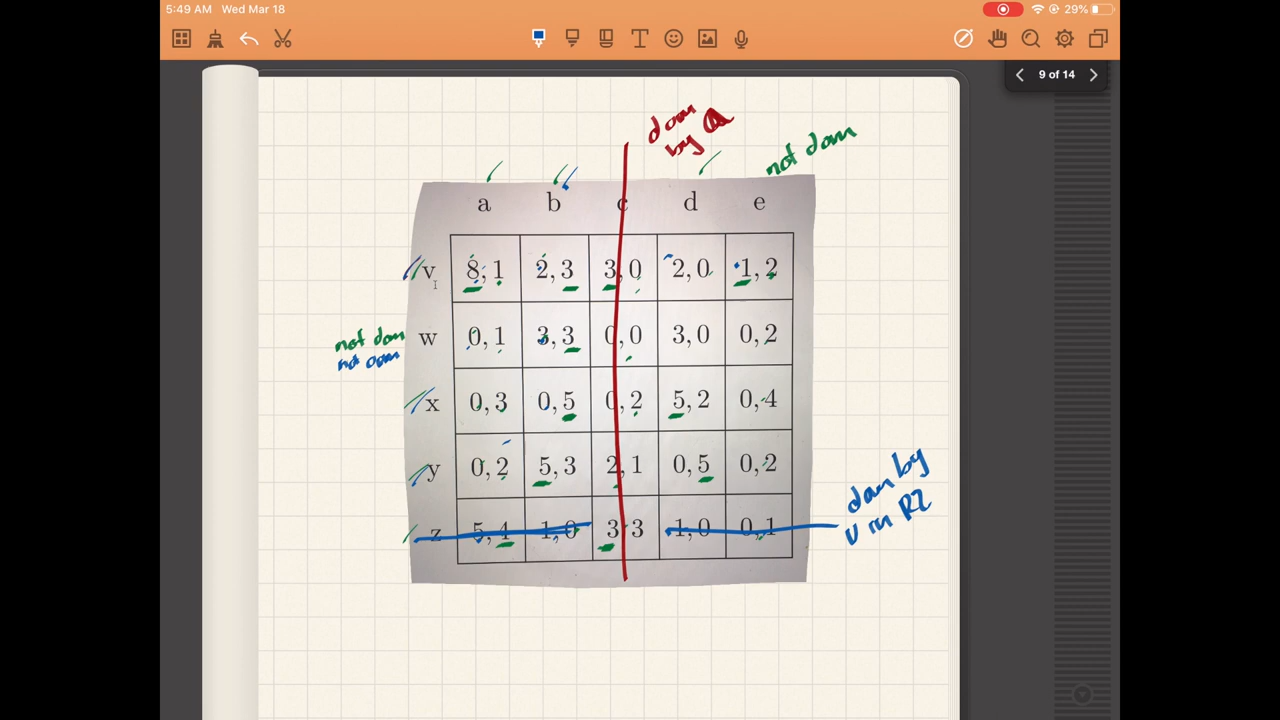 5:49 AM Wed Mar 18
29%
9 of 14
dom
by a
not dom
a b c d e
v 8, 1 2, 3 3, 0 2, 0 1, 2
not dom
w 0, 1 3, 3 0, 0 3, 0 0, 2
not dom
x 0, 3 0, 5 0, 2 5, 2 0, 4
y 0, 2 5, 3 2, 1 0, 5 0, 2
z 5, 4 1, 0 3, 3 1, 0 0, 1
dom by
v in R2